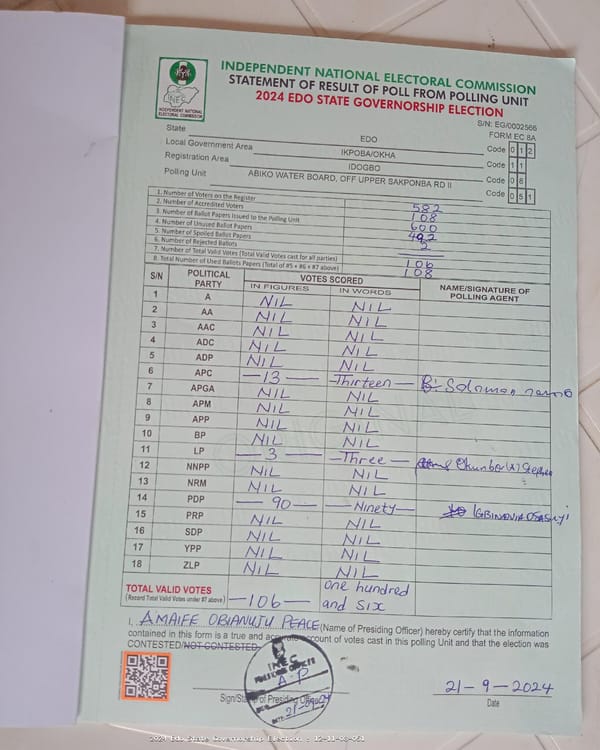 INDEPENDENT NATIONAL ELECTORAL COMMISSION
STATEMENT OF RESULT OF POLL FROM POLLING UNIT
2024 EDO STATE GOVERNORSHIP ELECTION
INEC
INDEPENDENT NATIONAL
ELECTORAL COMMISSION
S/N: EG/0002566
FORM EC 8A
State EDO Code 0 1 2
Local Government Area IKPOBA/OKHA Code 1 1
Registration Area IDOGBO Code 0 8
Polling Unit ABIKO WATER BOARD, OFF UPPER SAKPONBA RD II Code 0 5 1
1. Number of Voters on the Register 582
2. Number of Accredited Voters 108
3. Number of Ballot Papers Issued to the Polling Unit 600
4. Number of Unused Ballot Papers 492
5. Number of Spoiled Ballot Papers
6. Number of Rejected Ballots 2
7. Number of Total Valid Votes (Total Valid Votes cast for all parties) 106
8. Total Number of Used Ballots Papers (Total of #5 + #6 + #7 above) 108
S/N POLITICAL PARTY VOTES SCORED NAME/SIGNATURE OF POLLING AGENT
IN FIGURES IN WORDS
1 A NIL NIL
2 AA NIL NIL
3 AAC NIL NIL
4 ADC NIL NIL
5 ADP NIL NIL
6 APC —13— —Thirteen— B. Solomon
7 APGA NIL NIL
8 APM NIL NIL
9 APP NIL NIL
10 BP NIL NIL
11 LP —3— —Three—
12 NNPP NIL NIL
13 NRM NIL NIL
14 PDP —90— —Ninety— IGBINOVIA
15 PRP NIL NIL
16 SDP NIL NIL
17 YPP NIL NIL
18 ZLP NIL NIL
TOTAL VALID VOTES —106— One hundred and six
(Record Total Valid Votes under #7 above)
I, AMAIFE OBIANUJU PEACE (Name of Presiding Officer) hereby certify that the information
contained in this form is a true and accurate account of votes cast in this polling Unit and that the election was
CONTESTED/NOT CONTESTED.
INEC
PRESIDING OFFICER
A.P
DATE: 21/09/24
Sign/Stamp of Presiding Officer
21-9-2024
Date
2024 Edo State Governorship Election - 12-11-08-051